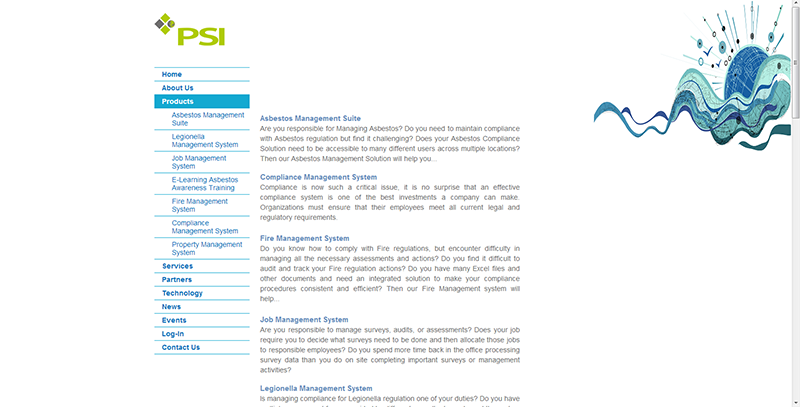 PSI
Home
About Us
Products
Asbestos Management
Suite
Legionella
Management System
Job Management
System
E-Learning Asbestos
Awareness Training
Fire Management
System
Compliance
Management System
Property Management
System
Services
Partners
Technology
News
Events
Log-In
Contact Us
Asbestos Management Suite
Are you responsible for Managing Asbestos? Do you need to maintain compliance
with Asbestos regulation but find it challenging? Does your Asbestos Compliance
Solution need to be accessible to many different users across multiple locations?
Then our Asbestos Management Solution will help you...
Compliance Management System
Compliance is now such a critical issue, it is no surprise that an effective
compliance system is one of the best investments a company can make.
Organizations must ensure that their employees meet all current legal and
regulatory requirements.
Fire Management System
Do you know how to comply with Fire regulations, but encounter difficulty in
managing all the necessary assessments and actions? Do you find it difficult to
audit and track your Fire regulation actions? Do you have many Excel files and
other documents and need an integrated solution to make your compliance
procedures consistent and efficient? Then our Fire Management system will
help...
Job Management System
Are you responsible to manage surveys, audits, or assessments? Does your job
require you to decide what surveys need to be done and then allocate those jobs
to responsible employees? Do you spend more time back in the office processing
survey data than you do on site completing important surveys or management
activities?
Legionella Management System
Is managing compliance for Legionella regulation one of your duties? Do you have